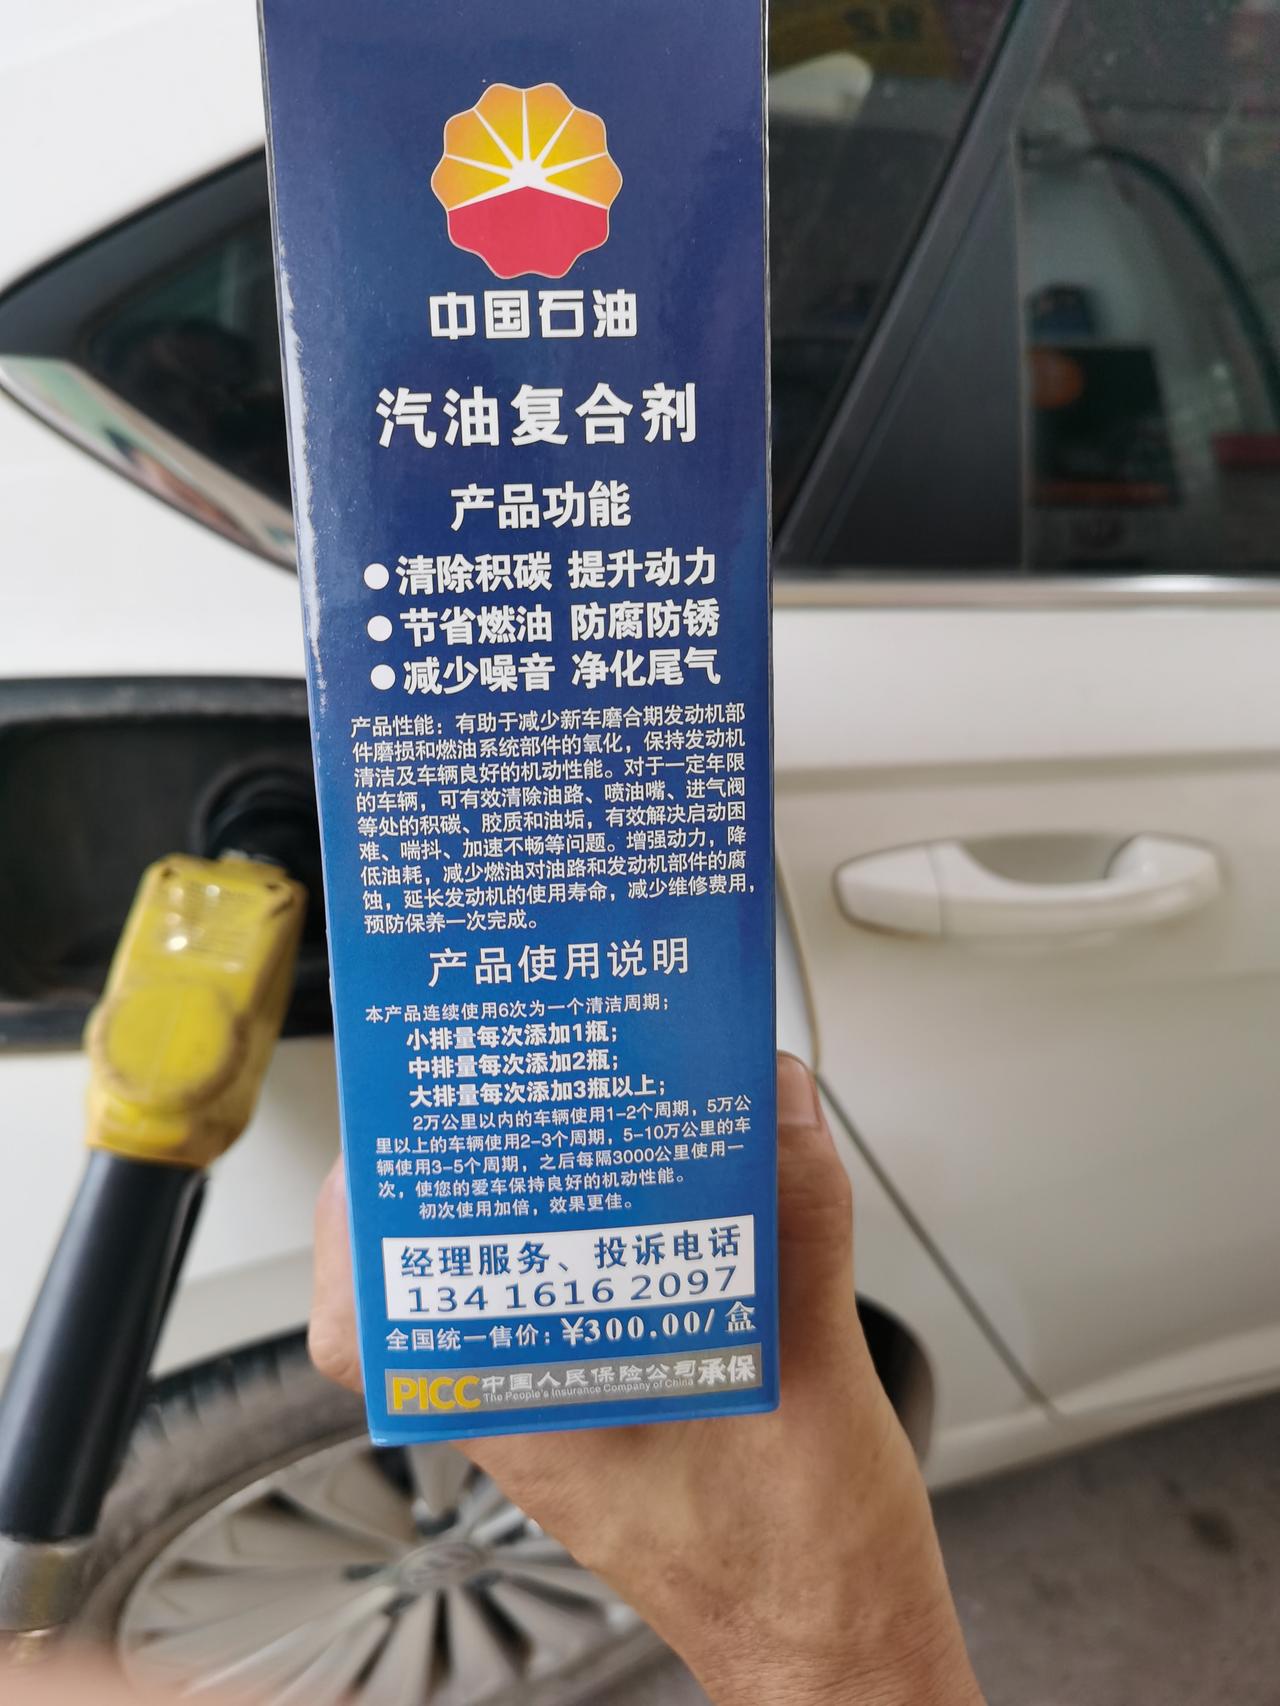 中国石油
汽油复合剂
产品功能
●清除积碳 提升动力
●节省燃油 防腐防锈
●减少噪音 净化尾气
产品性能：有助于减少新车磨合期发动机部
件磨损和燃油系统部件的氧化，保持发动机
清洁及车辆良好的机动性能。对于一定年限
的车辆，可有效清除油路、喷油嘴、进气阀
等处的积碳、胶质和油垢，有效解决启动困
难、喘抖、加速不畅等问题。增强动力，降
低油耗，减少燃油对油路和发动机部件的腐
蚀，延长发动机的使用寿命，减少维修费用，
预防保养一次完成。
产品使用说明
本产品连续使用6次为一个清洁周期；
小排量每次添加1瓶；
中排量每次添加2瓶；
大排量每次添加3瓶以上；
2万公里以内的车辆使用1-2个周期，5万公
里以上的车辆使用2-3个周期，5-10万公里的车
辆使用3-5个周期，之后每隔3000公里使用一
次，使您的爱车保持良好的机动性能。
初次使用加倍，效果更佳。
经理服务、投诉电话
134 1616 2097
全国统一售价：¥300.00/盒
PICC中国人民保险公司承保
The People's Insurance Company of China